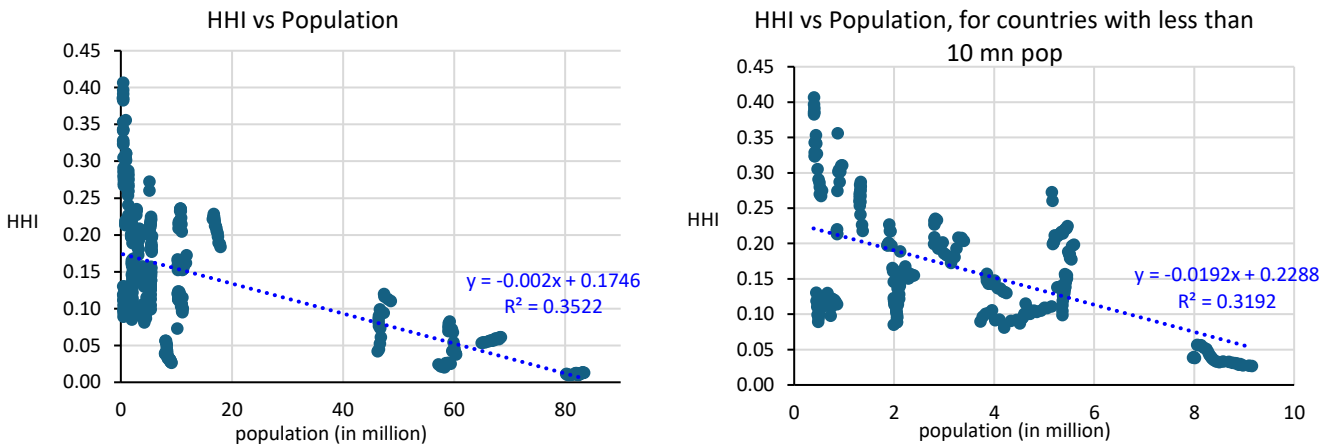 HHI vs Population
0.45
0.40
0.35
0.30
0.25
0.20
0.15
0.10
0.05
0.00
HHI
y = -0.002x + 0.1746
R² = 0.3522
0 20 40 60 80
population (in million)
HHI vs Population, for countries with less than
10 mn pop
0.45
0.40
0.35
0.30
0.25
0.20
0.15
0.10
0.05
0.00
HHI
y = -0.0192x + 0.2288
R² = 0.3192
0 2 4 6 8 10
population (in million)